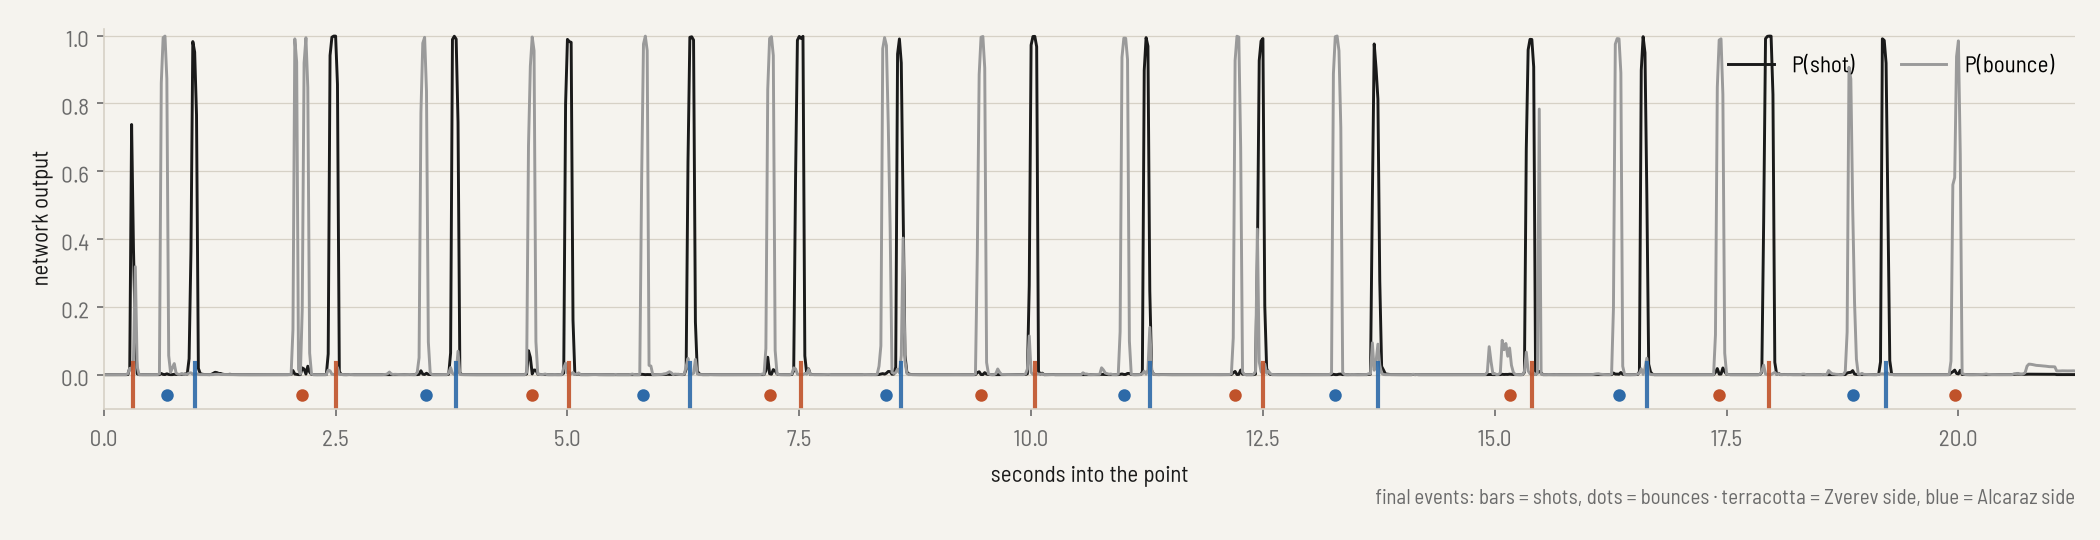 1.0
0.8
0.6
0.4
0.2
0.0
network output
P(shot) P(bounce)
0.0 2.5 5.0 7.5 10.0 12.5 15.0 17.5 20.0
seconds into the point
final events: bars = shots, dots = bounces · terracotta = Zverev side, blue = Alcaraz side